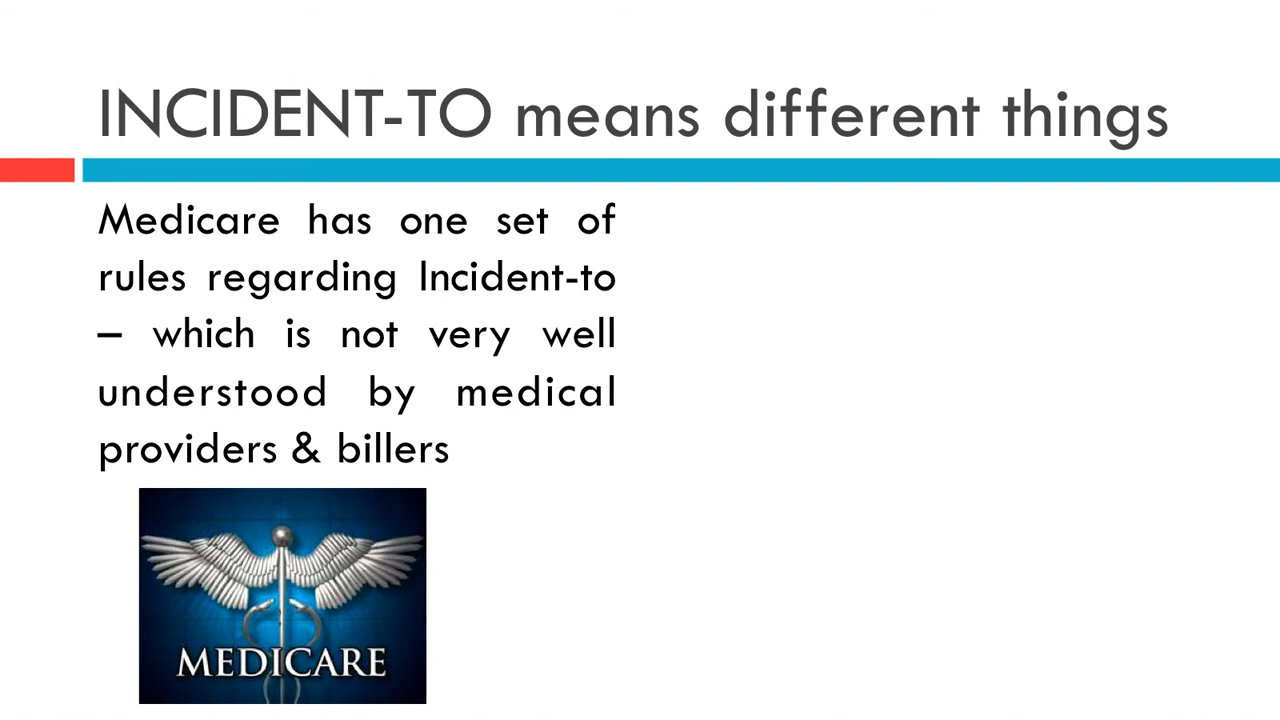 INCIDENT-TO means different things
Medicare has one set of
rules regarding Incident-to
– which is not very well
understood by medical
providers & billers
MEDICARE